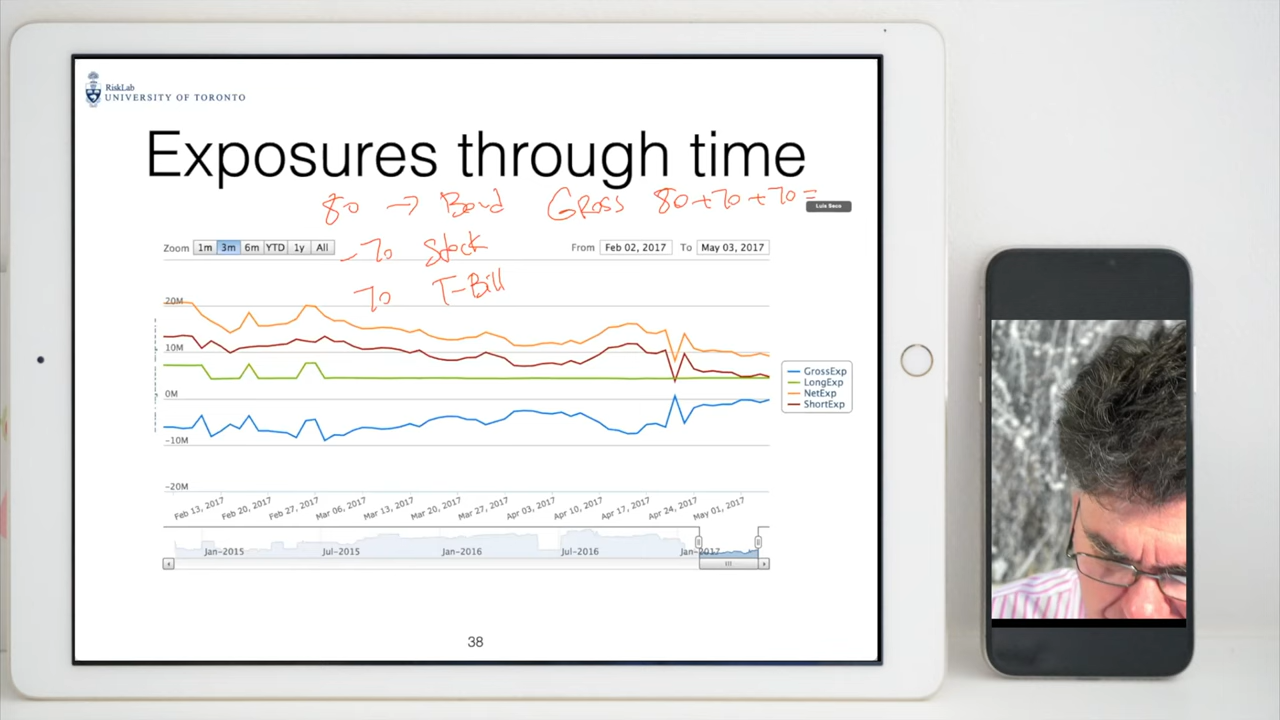 RiskLab
UNIVERSITY OF TORONTO
Exposures through time
80 → Bond Gross 80+70+70=
Luis Seco
Zoom 1m 3m 6m YTD 1y All From Feb 02, 2017 To May 03, 2017
-70 Stock
70 T-Bill
20M
10M
0M
-10M
-20M
GrossExp
LongExp
NetExp
ShortExp
Feb 13, 2017 Feb 20, 2017 Feb 27, 2017 Mar 06, 2017 Mar 13, 2017 Mar 20, 2017 Mar 27, 2017 Apr 03, 2017 Apr 10, 2017 Apr 17, 2017 Apr 24, 2017 May 01, 2017
Jan-2015 Jul-2015 Jan-2016 Jul-2016 Jan-2017
38